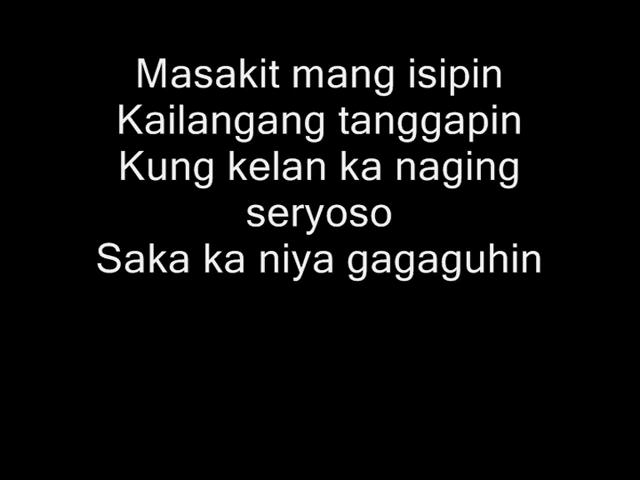 Masakit mang isipin
Kailangang tanggapin
Kung kelan ka naging
seryoso
Saka ka niya gagaguhin